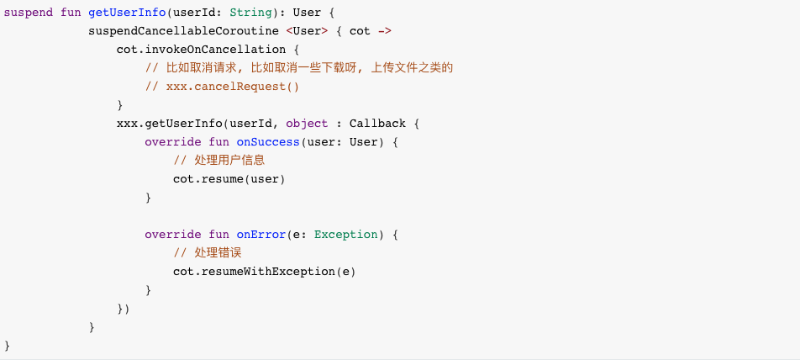 suspend fun getUserInfo(userId: String): User {
suspendCancellableCoroutine <User> { cot ->
cot.invokeOnCancellation {
// 比如取消请求, 比如取消一些下载呀, 上传文件之类的
// xxx.cancelRequest()
}
xxx.getUserInfo(userId, object : Callback {
override fun onSuccess(user: User) {
// 处理用户信息
cot.resume(user)
}
override fun onError(e: Exception) {
// 处理错误
cot.resumeWithException(e)
}
})
}
}